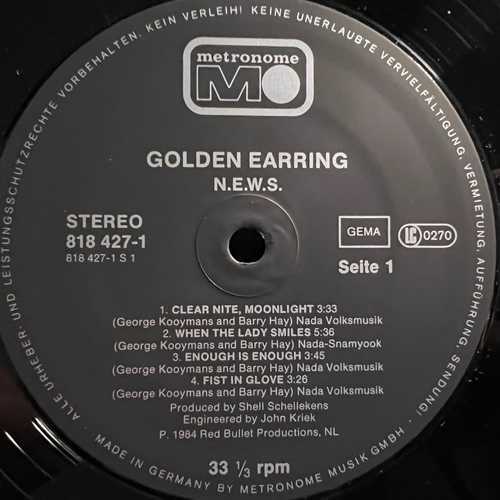 ALLE URHEBER- UND LEISTUNGSSCHUTZRECHTE VORBEHALTEN. KEIN VERLEIH! KEINE UNERLAUBTE VERVIELFÄLTIGUNG, VERMIETUNG, AUFFÜHRUNG, SENDUNG!
metronome
M
GOLDEN EARRING
N.E.W.S.
STEREO
818 427-1
818 427-1 S 1
GEMA
LC 0270
Seite 1
1. CLEAR NITE, MOONLIGHT 3:33
(George Kooymans and Barry Hay) Nada Volksmusik
2. WHEN THE LADY SMILES 5:36
(George Kooymans and Barry Hay) Nada-Snamyook
3. ENOUGH IS ENOUGH 3:45
(George Kooymans and Barry Hay) Nada Volksmusik
4. FIST IN GLOVE 3:26
(George Kooymans and Barry Hay) Nada Volksmusik
Produced by Shell Schellekens
Engineered by John Kriek
P. 1984 Red Bullet Productions, NL
33 ⅓ rpm
MADE IN GERMANY BY METRONOME MUSIK GMBH ·